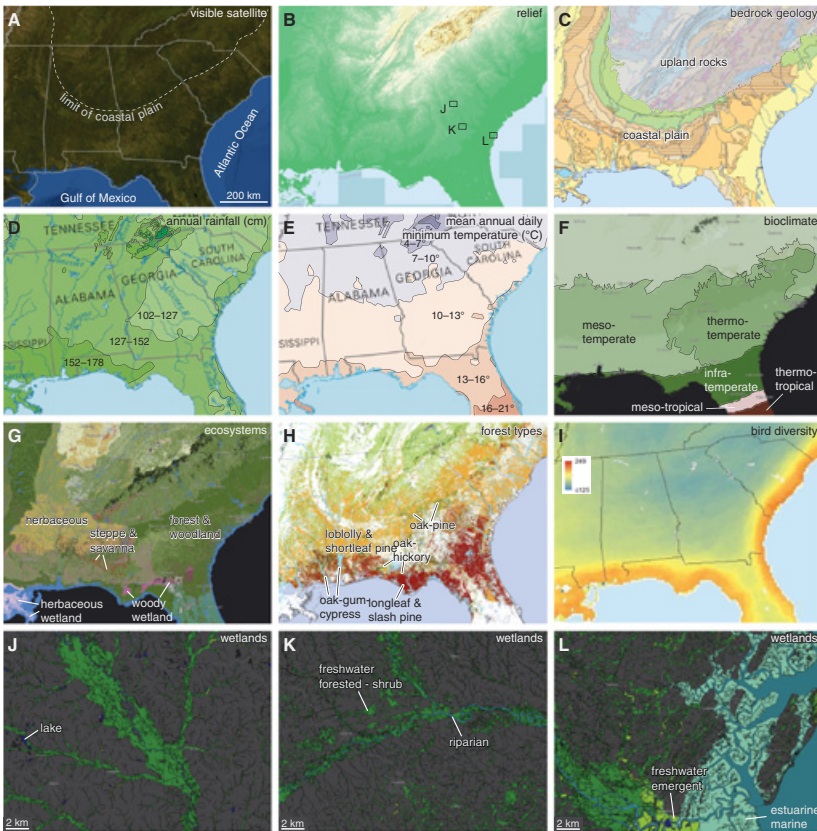 A
visible satellite
limit of coastal plain
Atlantic Ocean
Gulf of Mexico
200 km
B
relief
J
K
L
C
bedrock geology
upland rocks
coastal plain
D
annual rainfall (cm)
TENNESSEE
SOUTH
CAROLINA
GEORGIA
ALABAMA
102–127
127–152
SISSIPPI
152–178
E
mean annual daily
minimum temperature (°C)
TENNESSEE
4–7°
7–10°
SOUTH
CAROLINA
GEORGIA
ALABAMA
10–13°
SISSIPPI
13–16°
16–21°
F
bioclimate
meso-
temperate
thermo-
temperate
infra-
temperate
thermo-
tropical
meso-tropical
G
ecosystems
herbaceous
steppe &
savanna
forest &
woodland
herbaceous
wetland
woody
wetland
H
forest types
oak-pine
loblolly &
shortleaf pine
oak-
hickory
oak-gum-
cypress
longleaf &
slash pine
I
bird diversity
249
≤125
J
wetlands
lake
2 km
K
wetlands
freshwater
forested - shrub
riparian
2 km
L
wetlands
freshwater
emergent
estuarine
marine
2 km